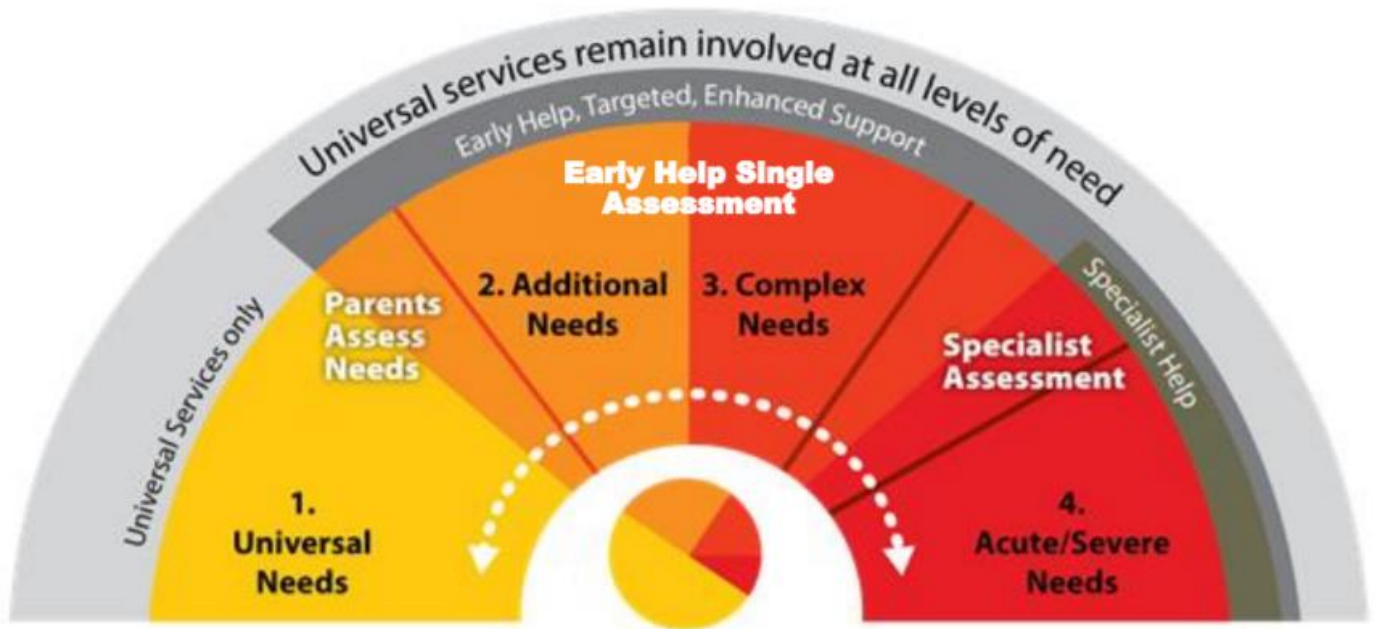 Universal services remain involved at all levels of need
Early Help, Targeted, Enhanced Support
Early Help Single
Assessment
Universal Services only
Parents
Assess
Needs
2. Additional
Needs
3. Complex
Needs
Specialist
Assessment
Specialist Help
1.
Universal
Needs
4.
Acute/Severe
Needs